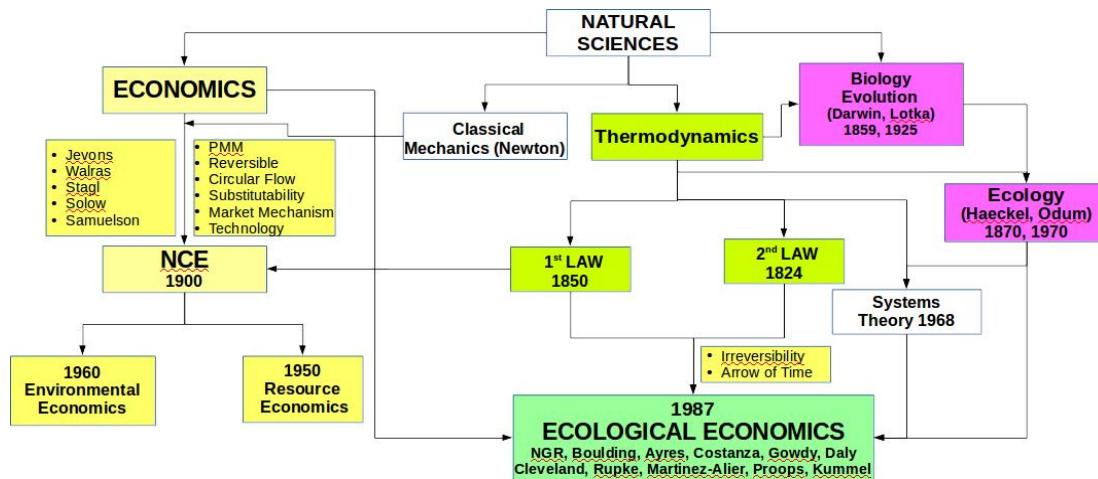 NATURAL
SCIENCES
ECONOMICS
Biology
Evolution
(Darwin, Lotka)
1859, 1925
Classical
Mechanics (Newton)
Thermodynamics
• Jevons
• Walras
• Stagl
• Solow
• Samuelson
• PMM
• Reversible
• Circular Flow
• Substitutability
• Market Mechanism
• Technology
Ecology
(Haeckel, Odum)
1870, 1970
NCE
1900
1st LAW
1850
2nd LAW
1824
Systems
Theory 1968
1960
Environmental
Economics
1950
Resource
Economics
• Irreversibility
• Arrow of Time
1987
ECOLOGICAL ECONOMICS
NGR, Boulding, Ayres, Costanza, Gowdy, Daly
Cleveland, Rupke, Martinez-Alier, Proops, Kummel